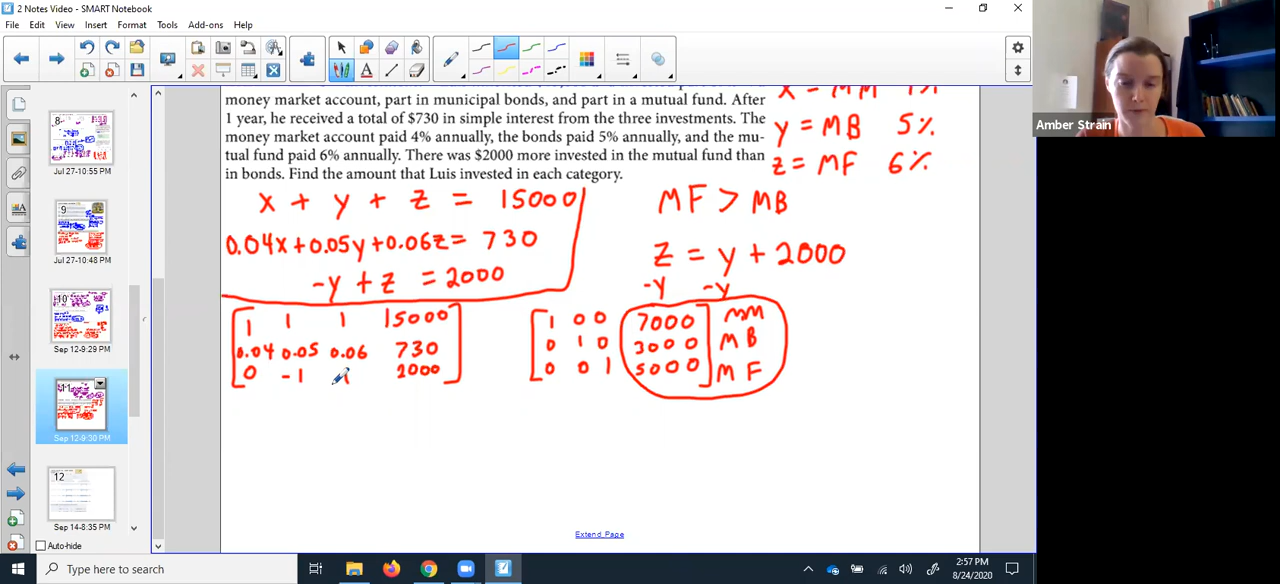 2 Notes Video - SMART Notebook
File Edit View Insert Format Tools Add-ons Help
Amber Strain
money market account, part in municipal bonds, and part in a mutual fund. After
1 year, he received a total of $730 in simple interest from the three investments. The
money market account paid 4% annually, the bonds paid 5% annually, and the mu-
tual fund paid 6% annually. There was $2000 more invested in the mutual fund than
in bonds. Find the amount that Luis invested in each category.
y = MB 5%
z = MF 6%
x + y + z = 15000
0.04x + 0.05y + 0.06z = 730
-y + z = 2000
MF > MB
z = y + 2000
-y -y
1 1 1 15000
0.04 0.05 0.06 730
0 -1 1 2000
1 0 0 7000 MM
0 1 0 3000 MB
0 0 1 5000 MF
Extend Page
8
Jul 27-10:55 PM
9
Jul 27-10:48 PM
10
Sep 12-9:29 PM
Sep 12-9:30 PM
12
Sep 14-8:35 PM
Auto-hide
Type here to search
2:57 PM
8/24/2020